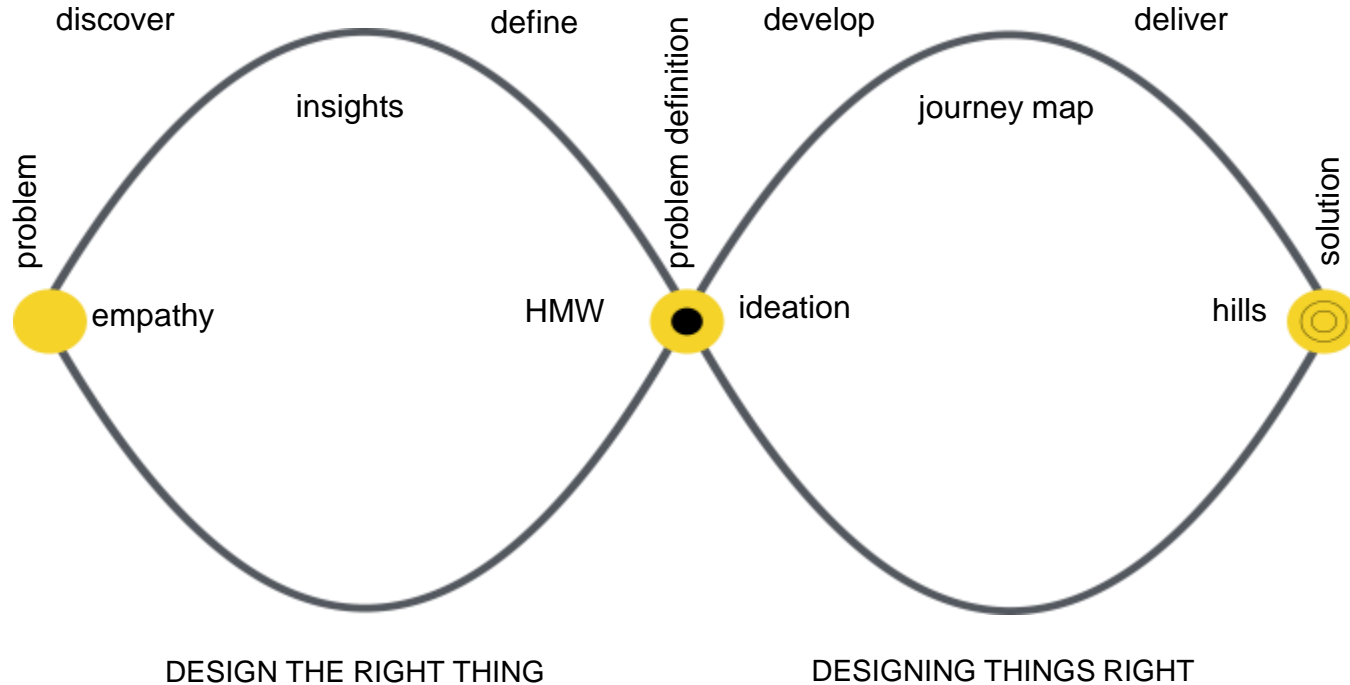 discover
define
develop
deliver
insights
journey map
problem
problem definition
solution
empathy
HMW
ideation
hills
DESIGN THE RIGHT THING
DESIGNING THINGS RIGHT